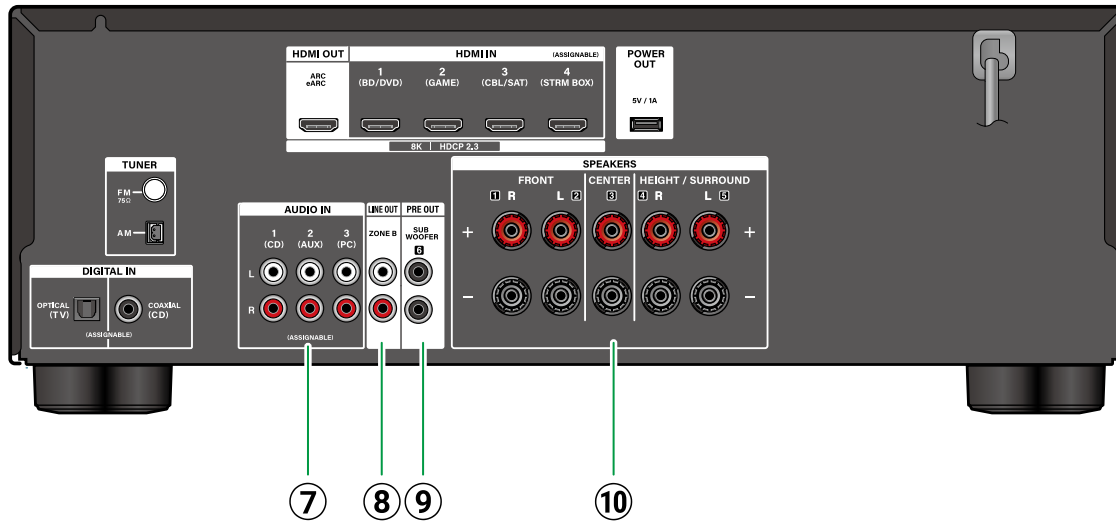 HDMI OUT
HDMI IN
(ASSIGNABLE)
POWER
OUT
ARC
eARC
1
(BD/DVD)
2
(GAME)
3
(CBL/SAT)
4
(STRM BOX)
5V / 1A
8K | HDCP 2.3
TUNER
FM
75Ω
AM
DIGITAL IN
OPTICAL
(TV)
COAXIAL
(CD)
(ASSIGNABLE)
AUDIO IN
1
(CD)
2
(AUX)
3
(PC)
L
R
(ASSIGNABLE)
LINE OUT
ZONE B
PRE OUT
SUB
WOOFER
6
SPEAKERS
FRONT
CENTER
HEIGHT / SURROUND
1 R
L 2
3
4 R
L 5
+
+
–
–
7
8
9
10